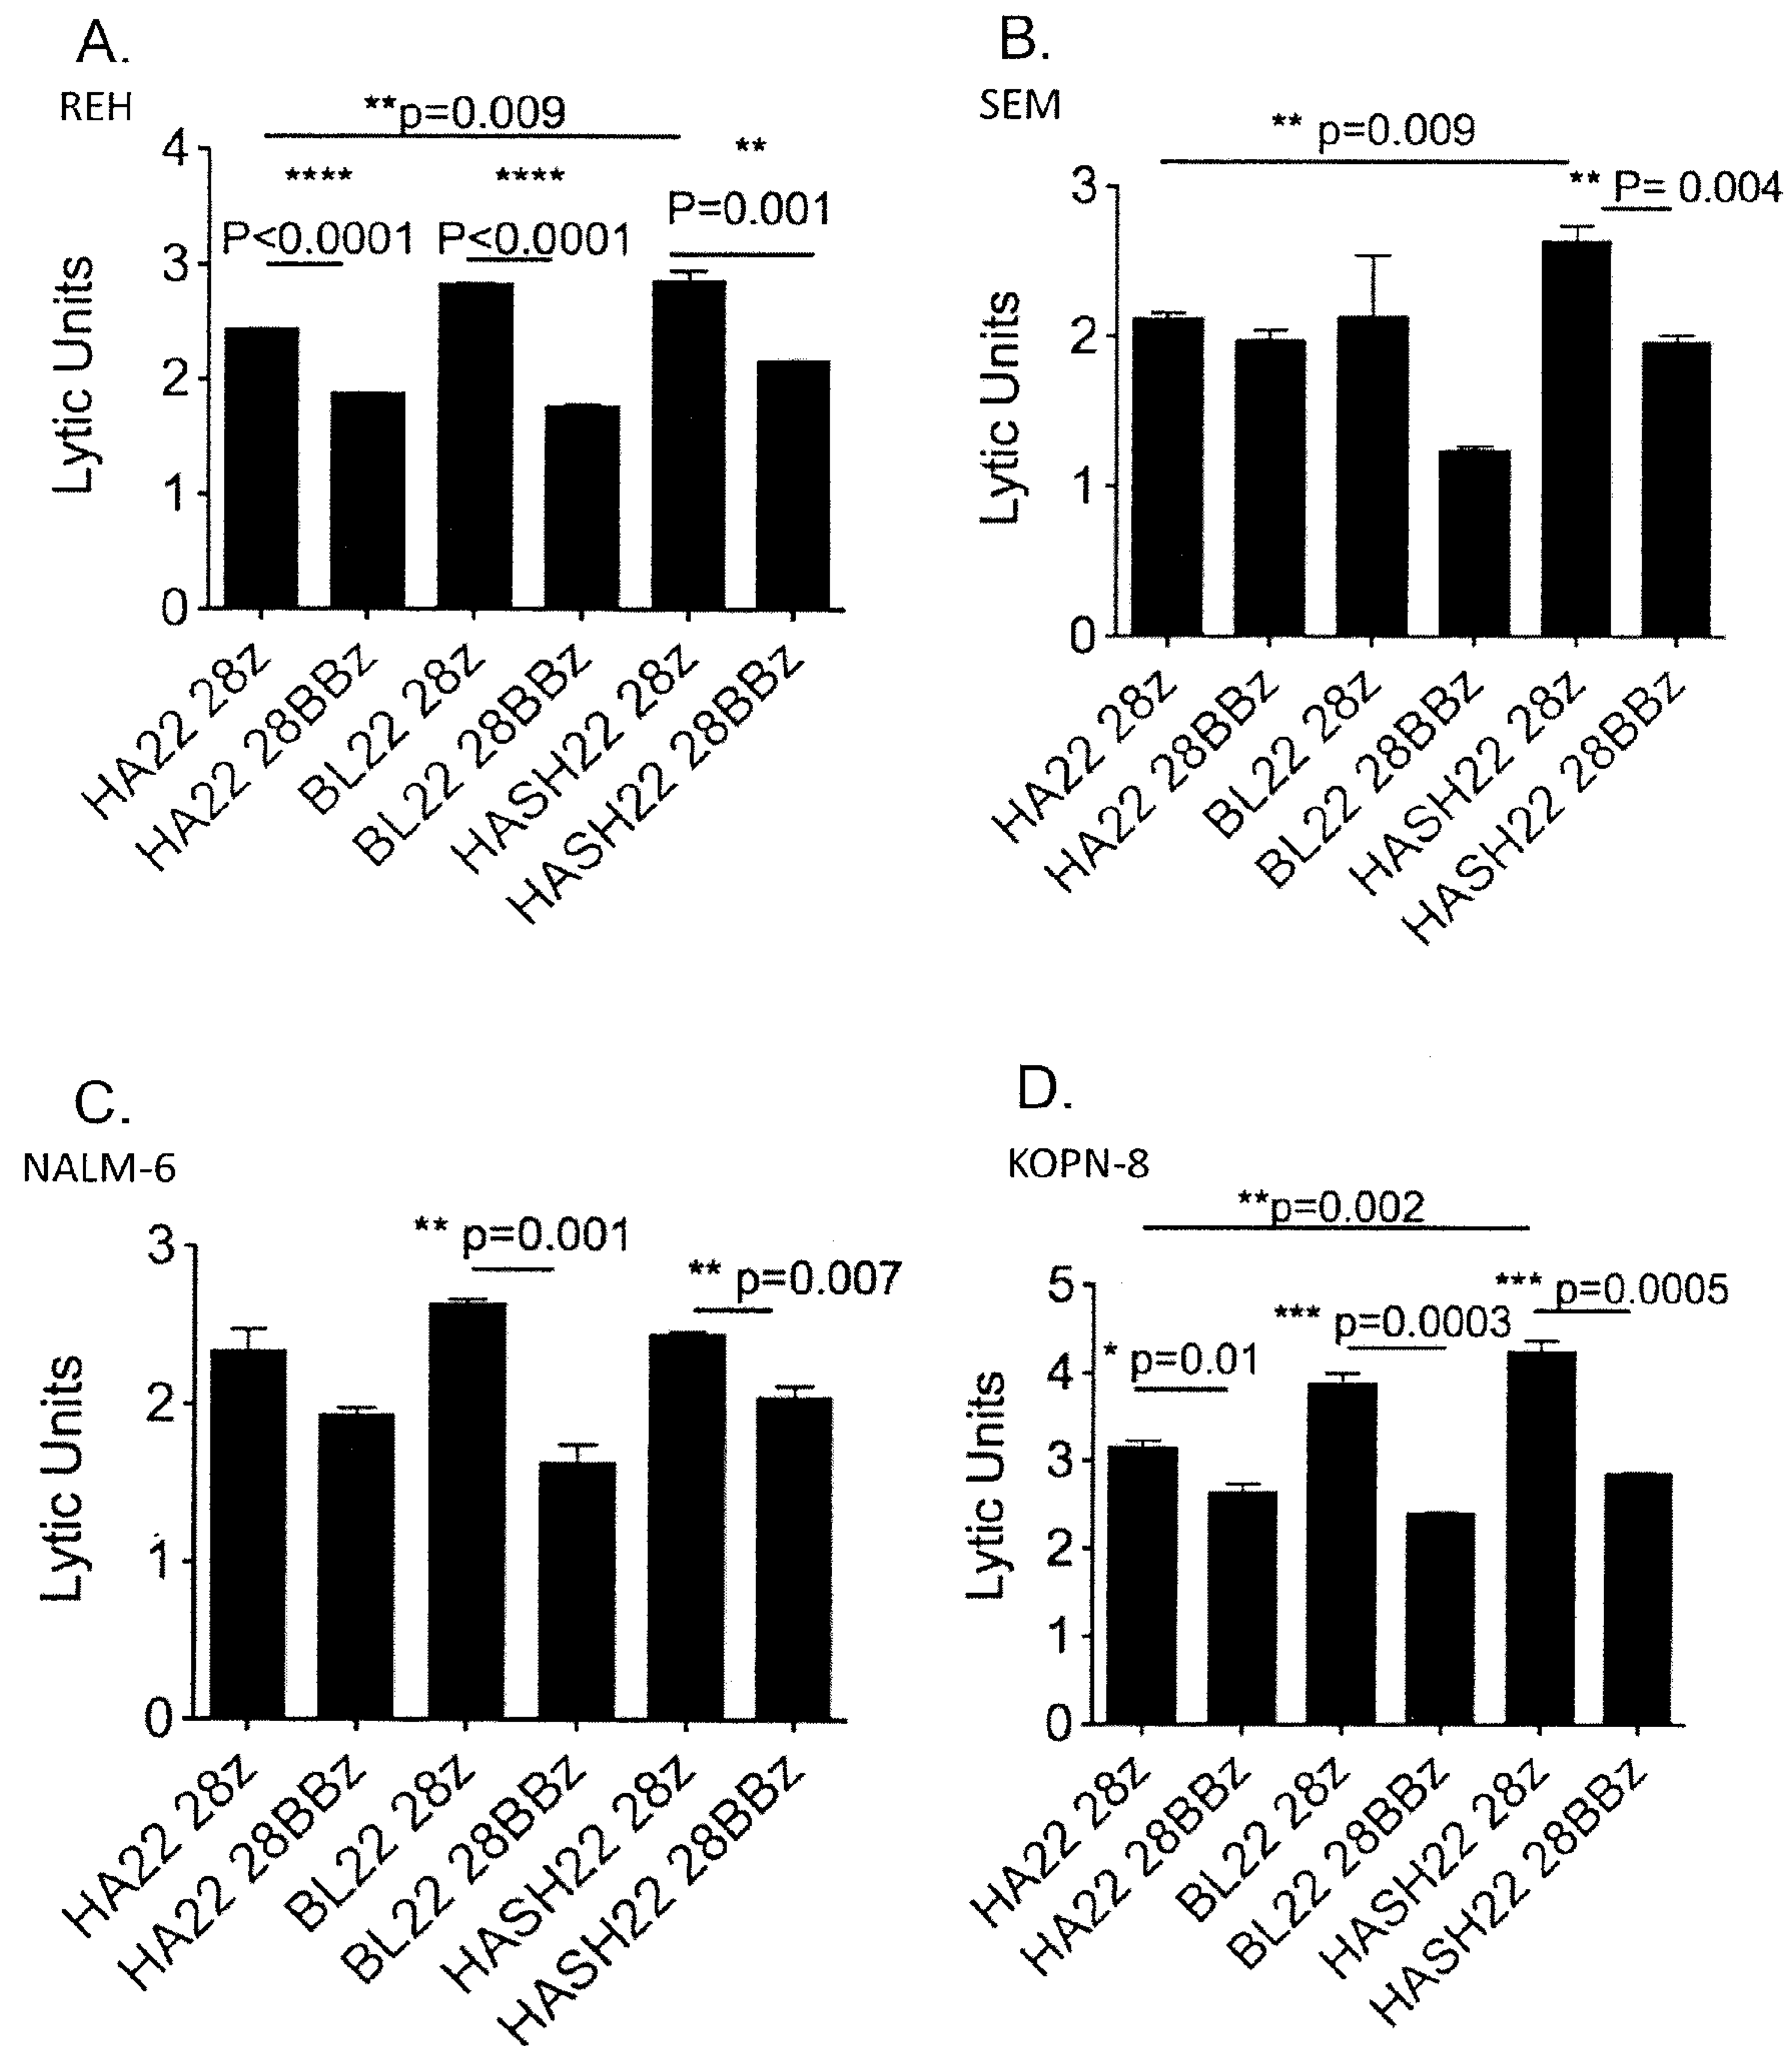 A.
REH
**p=0.009
**
****
****
P<0.0001
P<0.0001
P=0.001
Lytic Units
4
3
2
1
0
HA22 28z
HA22 28BBz
BL22 28z
BL22 28BBz
HASH22 28z
HASH22 28BBz
B.
SEM
** p=0.009
** P= 0.004
Lytic Units
3
2
1
0
HA22 28z
HA22 28BBz
BL22 28z
BL22 28BBz
HASH22 28z
HASH22 28BBz
C.
NALM-6
** p=0.001
** p=0.007
Lytic Units
3
2
1
0
HA22 28z
HA22 28BBz
BL22 28z
BL22 28BBz
HASH22 28z
HASH22 28BBz
D.
KOPN-8
**p=0.002
*** p=0.0005
*** p=0.0003
* p=0.01
Lytic Units
5
4
3
2
1
0
HA22 28z
HA22 28BBz
BL22 28z
BL22 28BBz
HASH22 28z
HASH22 28BBz